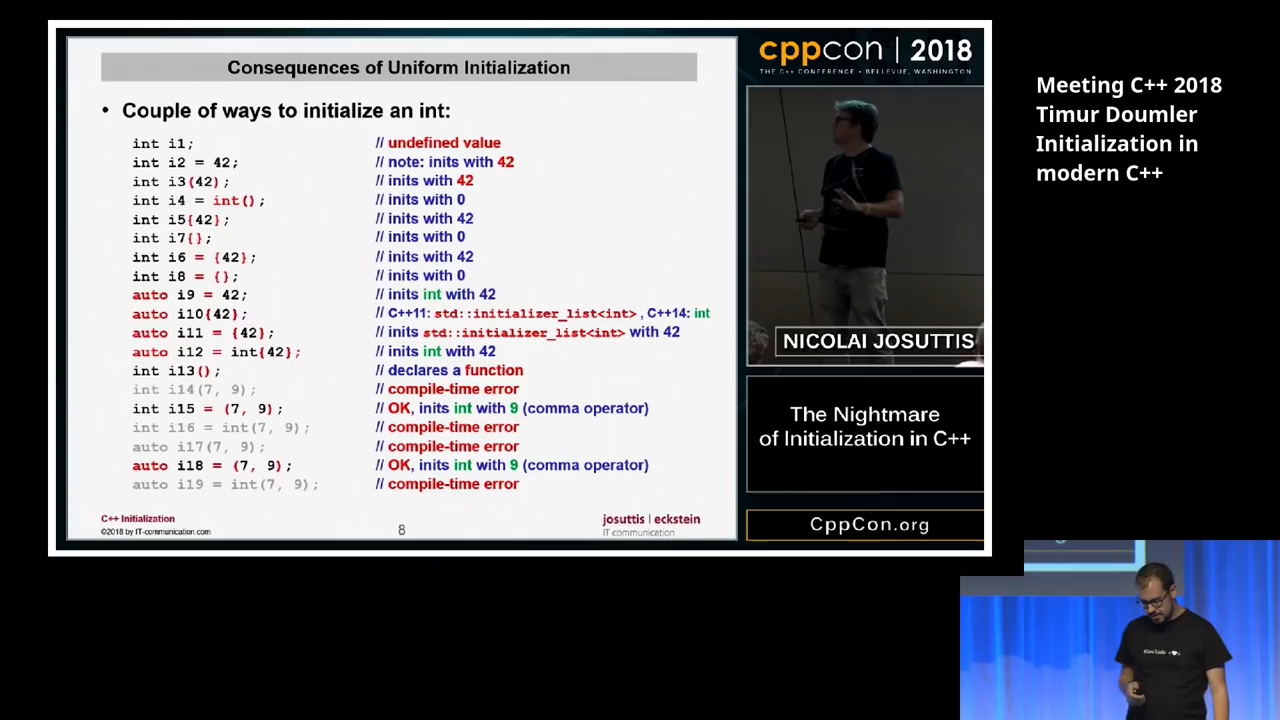 Consequences of Uniform Initialization
• Couple of ways to initialize an int:
int i1; // undefined value
int i2 = 42; // note: inits with 42
int i3(42); // inits with 42
int i4 = int(); // inits with 0
int i5{42}; // inits with 42
int i7{}; // inits with 0
int i6 = {42}; // inits with 42
int i8 = {}; // inits with 0
auto i9 = 42; // inits int with 42
auto i10{42}; // C++11: std::initializer_list<int> , C++14: int
auto i11 = {42}; // inits std::initializer_list<int> with 42
auto i12 = int{42}; // inits int with 42
int i13(); // declares a function
int i14(7, 9); // compile-time error
int i15 = (7, 9); // OK, inits int with 9 (comma operator)
int i16 = int(7, 9); // compile-time error
auto i17(7, 9); // compile-time error
auto i18 = (7, 9); // OK, inits int with 9 (comma operator)
auto i19 = int(7, 9); // compile-time error
C++ Initialization
©2018 by IT-communication.com
8
josuttis | eckstein
IT communication
cppcon | 2018
THE C++ CONFERENCE • BELLEVUE, WASHINGTON
NICOLAI JOSUTTIS
The Nightmare
of Initialization in C++
CppCon.org
Meeting C++ 2018
Timur Doumler
Initialization in
modern C++